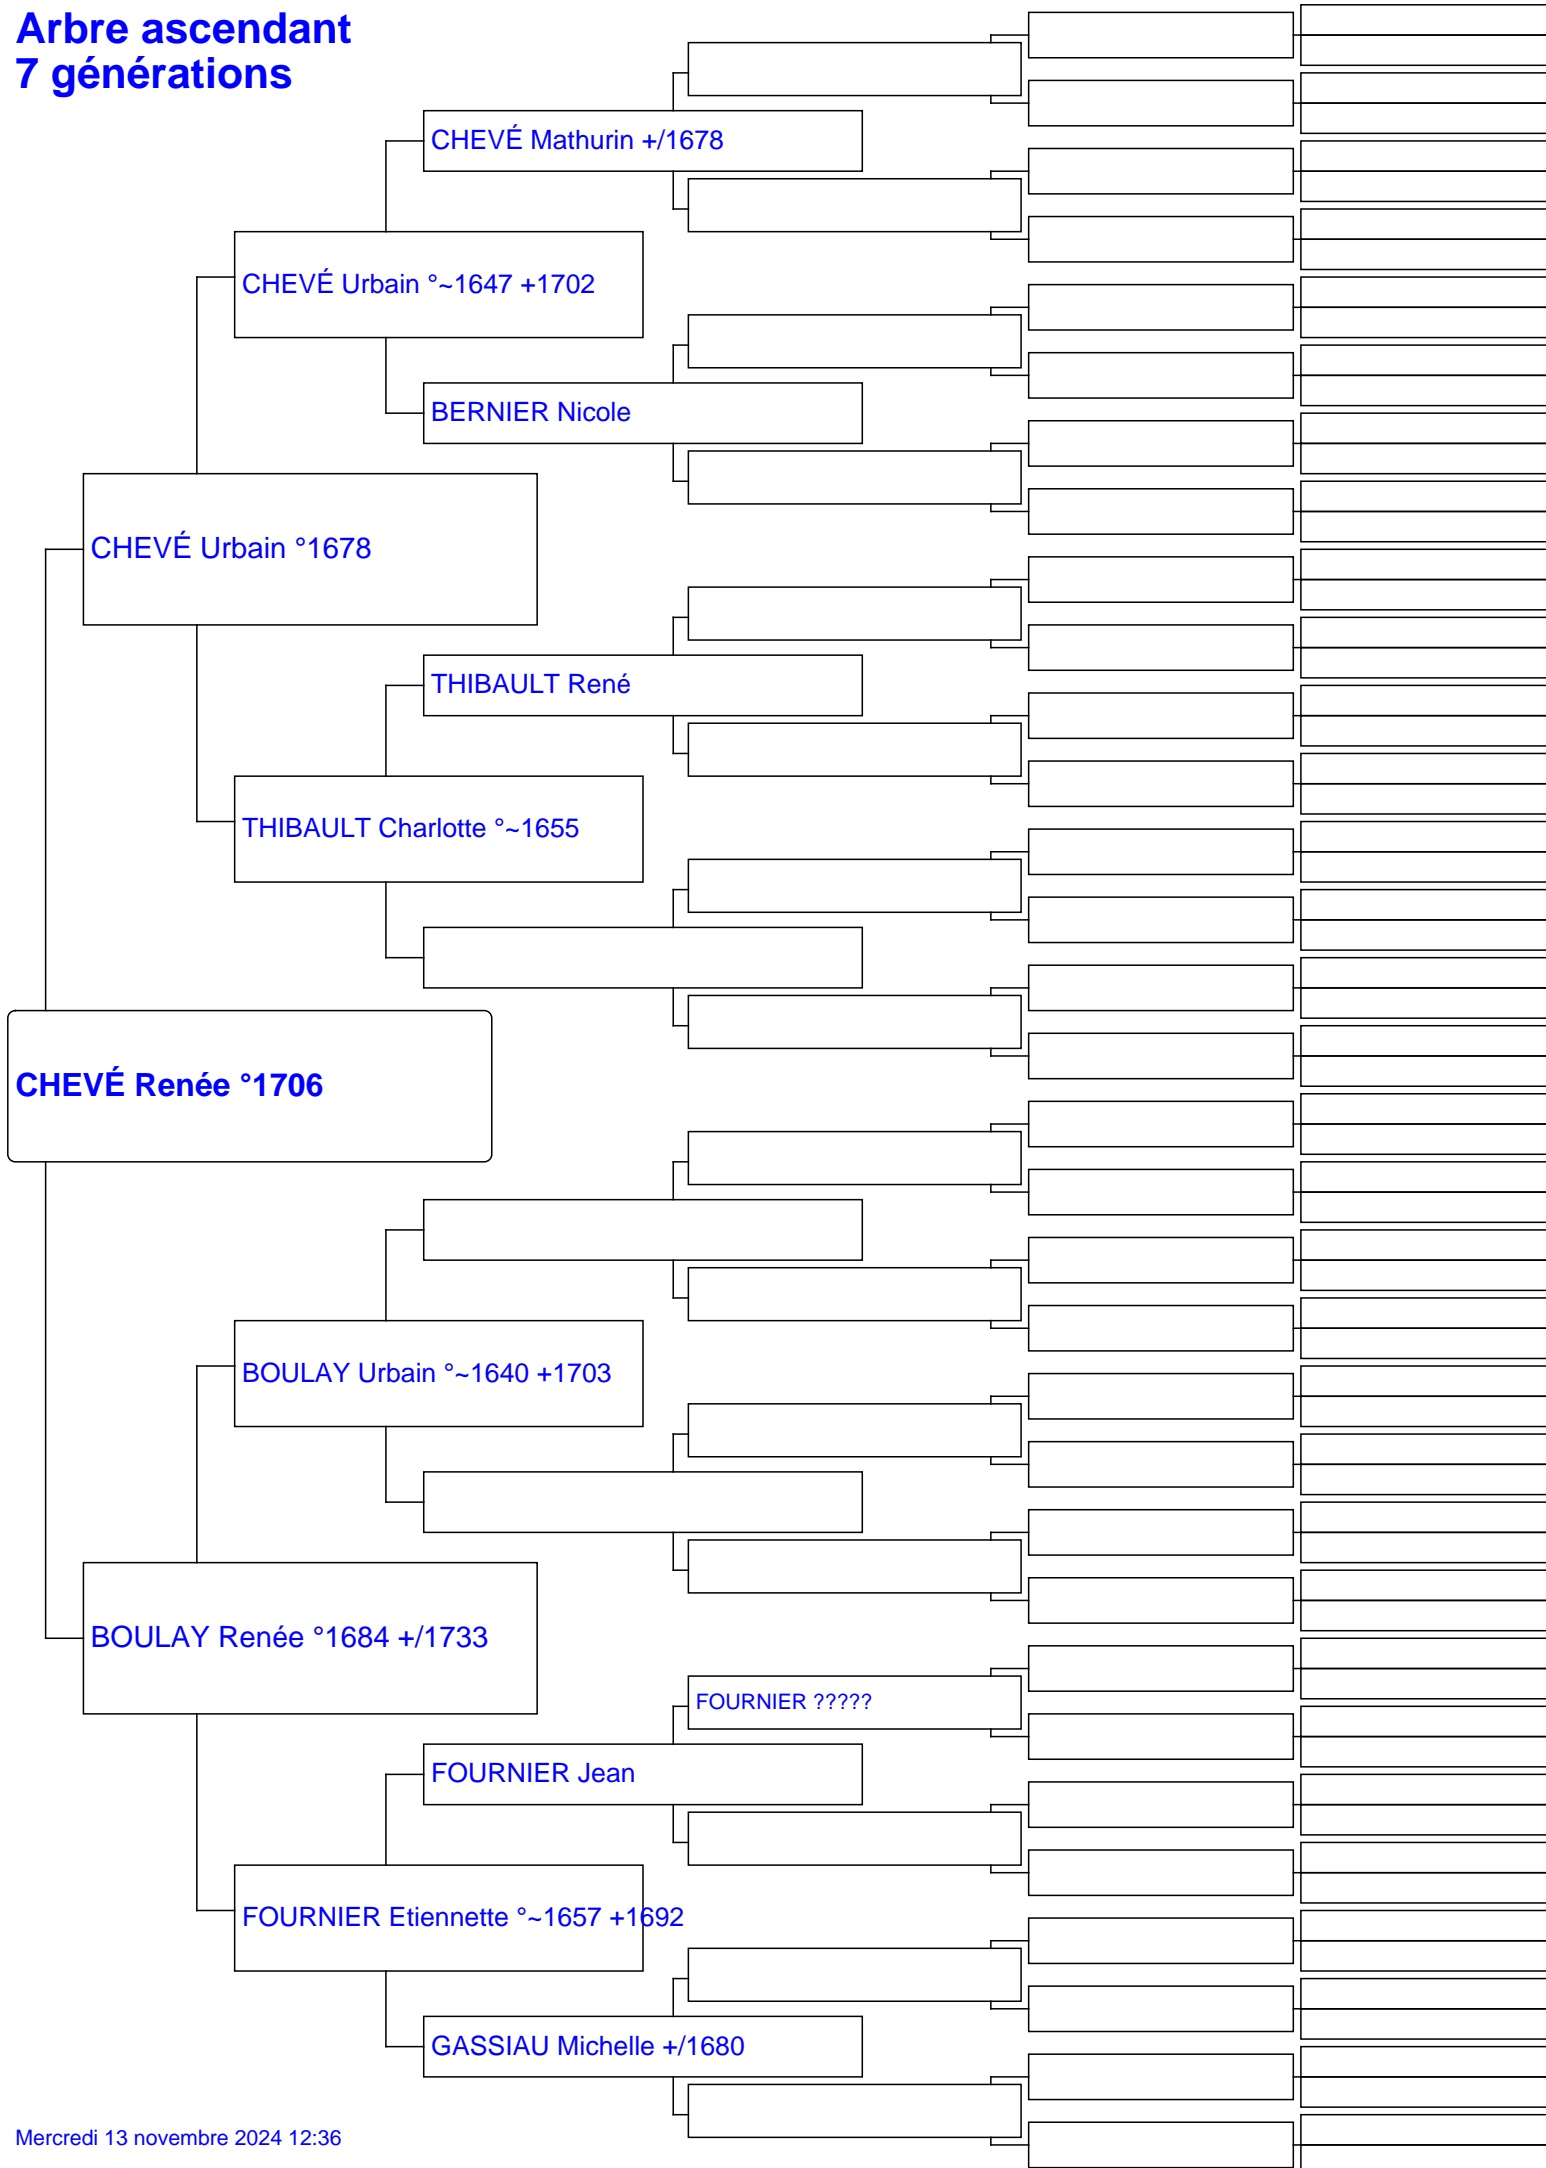 Arbre ascendant
7 générations
CHEVÉ Mathurin +/1678
CHEVÉ Urbain °~1647 +1702
BERNIER Nicole
CHEVÉ Urbain °1678
THIBAULT René
THIBAULT Charlotte °~1655
CHEVÉ Renée °1706
BOULAY Urbain °~1640 +1703
BOULAY Renée °1684 +/1733
FOURNIER ?????
FOURNIER Jean
FOURNIER Etiennette °~1657 +1692
GASSIAU Michelle +/1680
Mercredi 13 novembre 2024 12:36